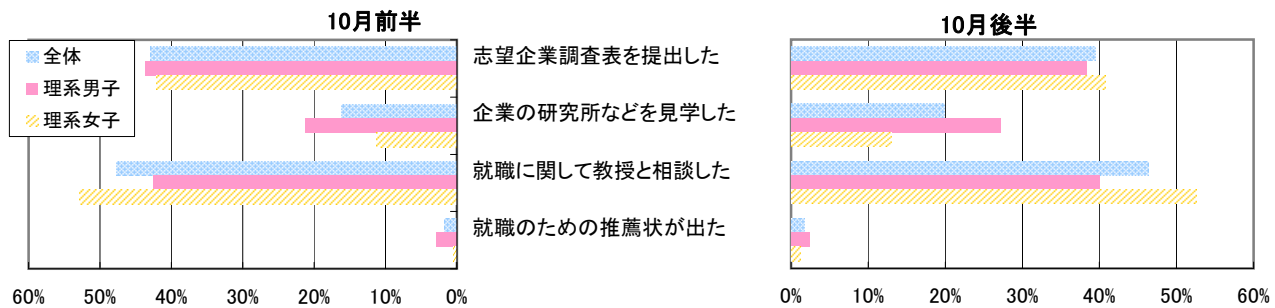 10月前半
10月後半
全体
理系男子
理系女子
志望企業調査表を提出した
企業の研究所などを見学した
就職に関して教授と相談した
就職のための推薦状が出た
60% 50% 40% 30% 20% 10% 0%
0% 10% 20% 30% 40% 50% 60%